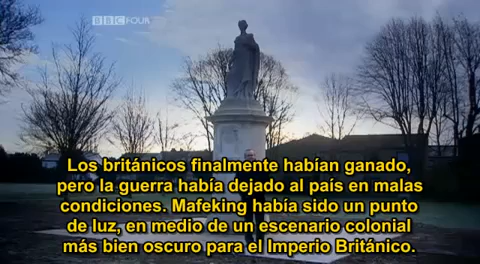 BBC FOUR
Los británicos finalmente habían ganado,
pero la guerra había dejado al país en malas
condiciones. Mafeking había sido un punto
de luz, en medio de un escenario colonial
más bien oscuro para el Imperio Británico.